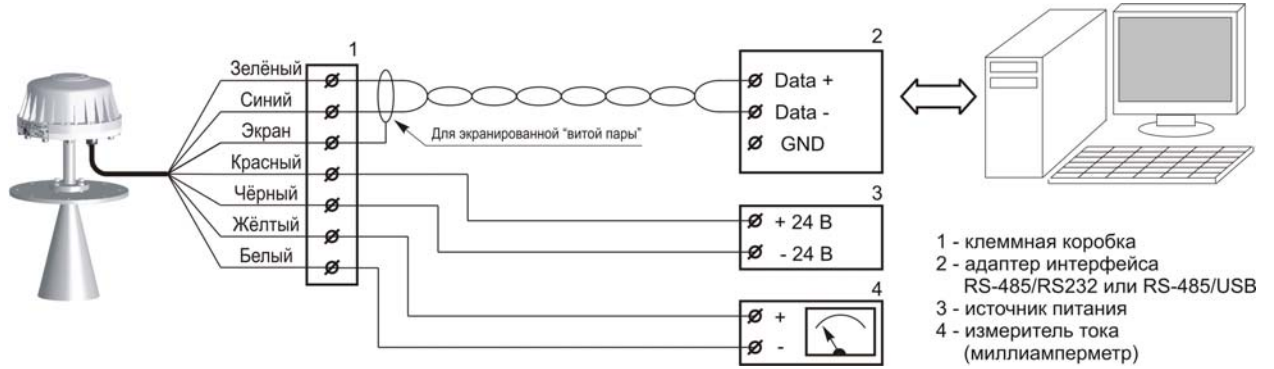 1
Зелёный
Синий
Экран
Красный
Чёрный
Жёлтый
Белый
Для экранированной "витой пары"
2
Data +
Data -
GND
3
+ 24 В
- 24 В
4
+
-
1 - клеммная коробка
2 - адаптер интерфейса
RS-485/RS232 или RS-485/USB
3 - источник питания
4 - измеритель тока
(миллиамперметр)